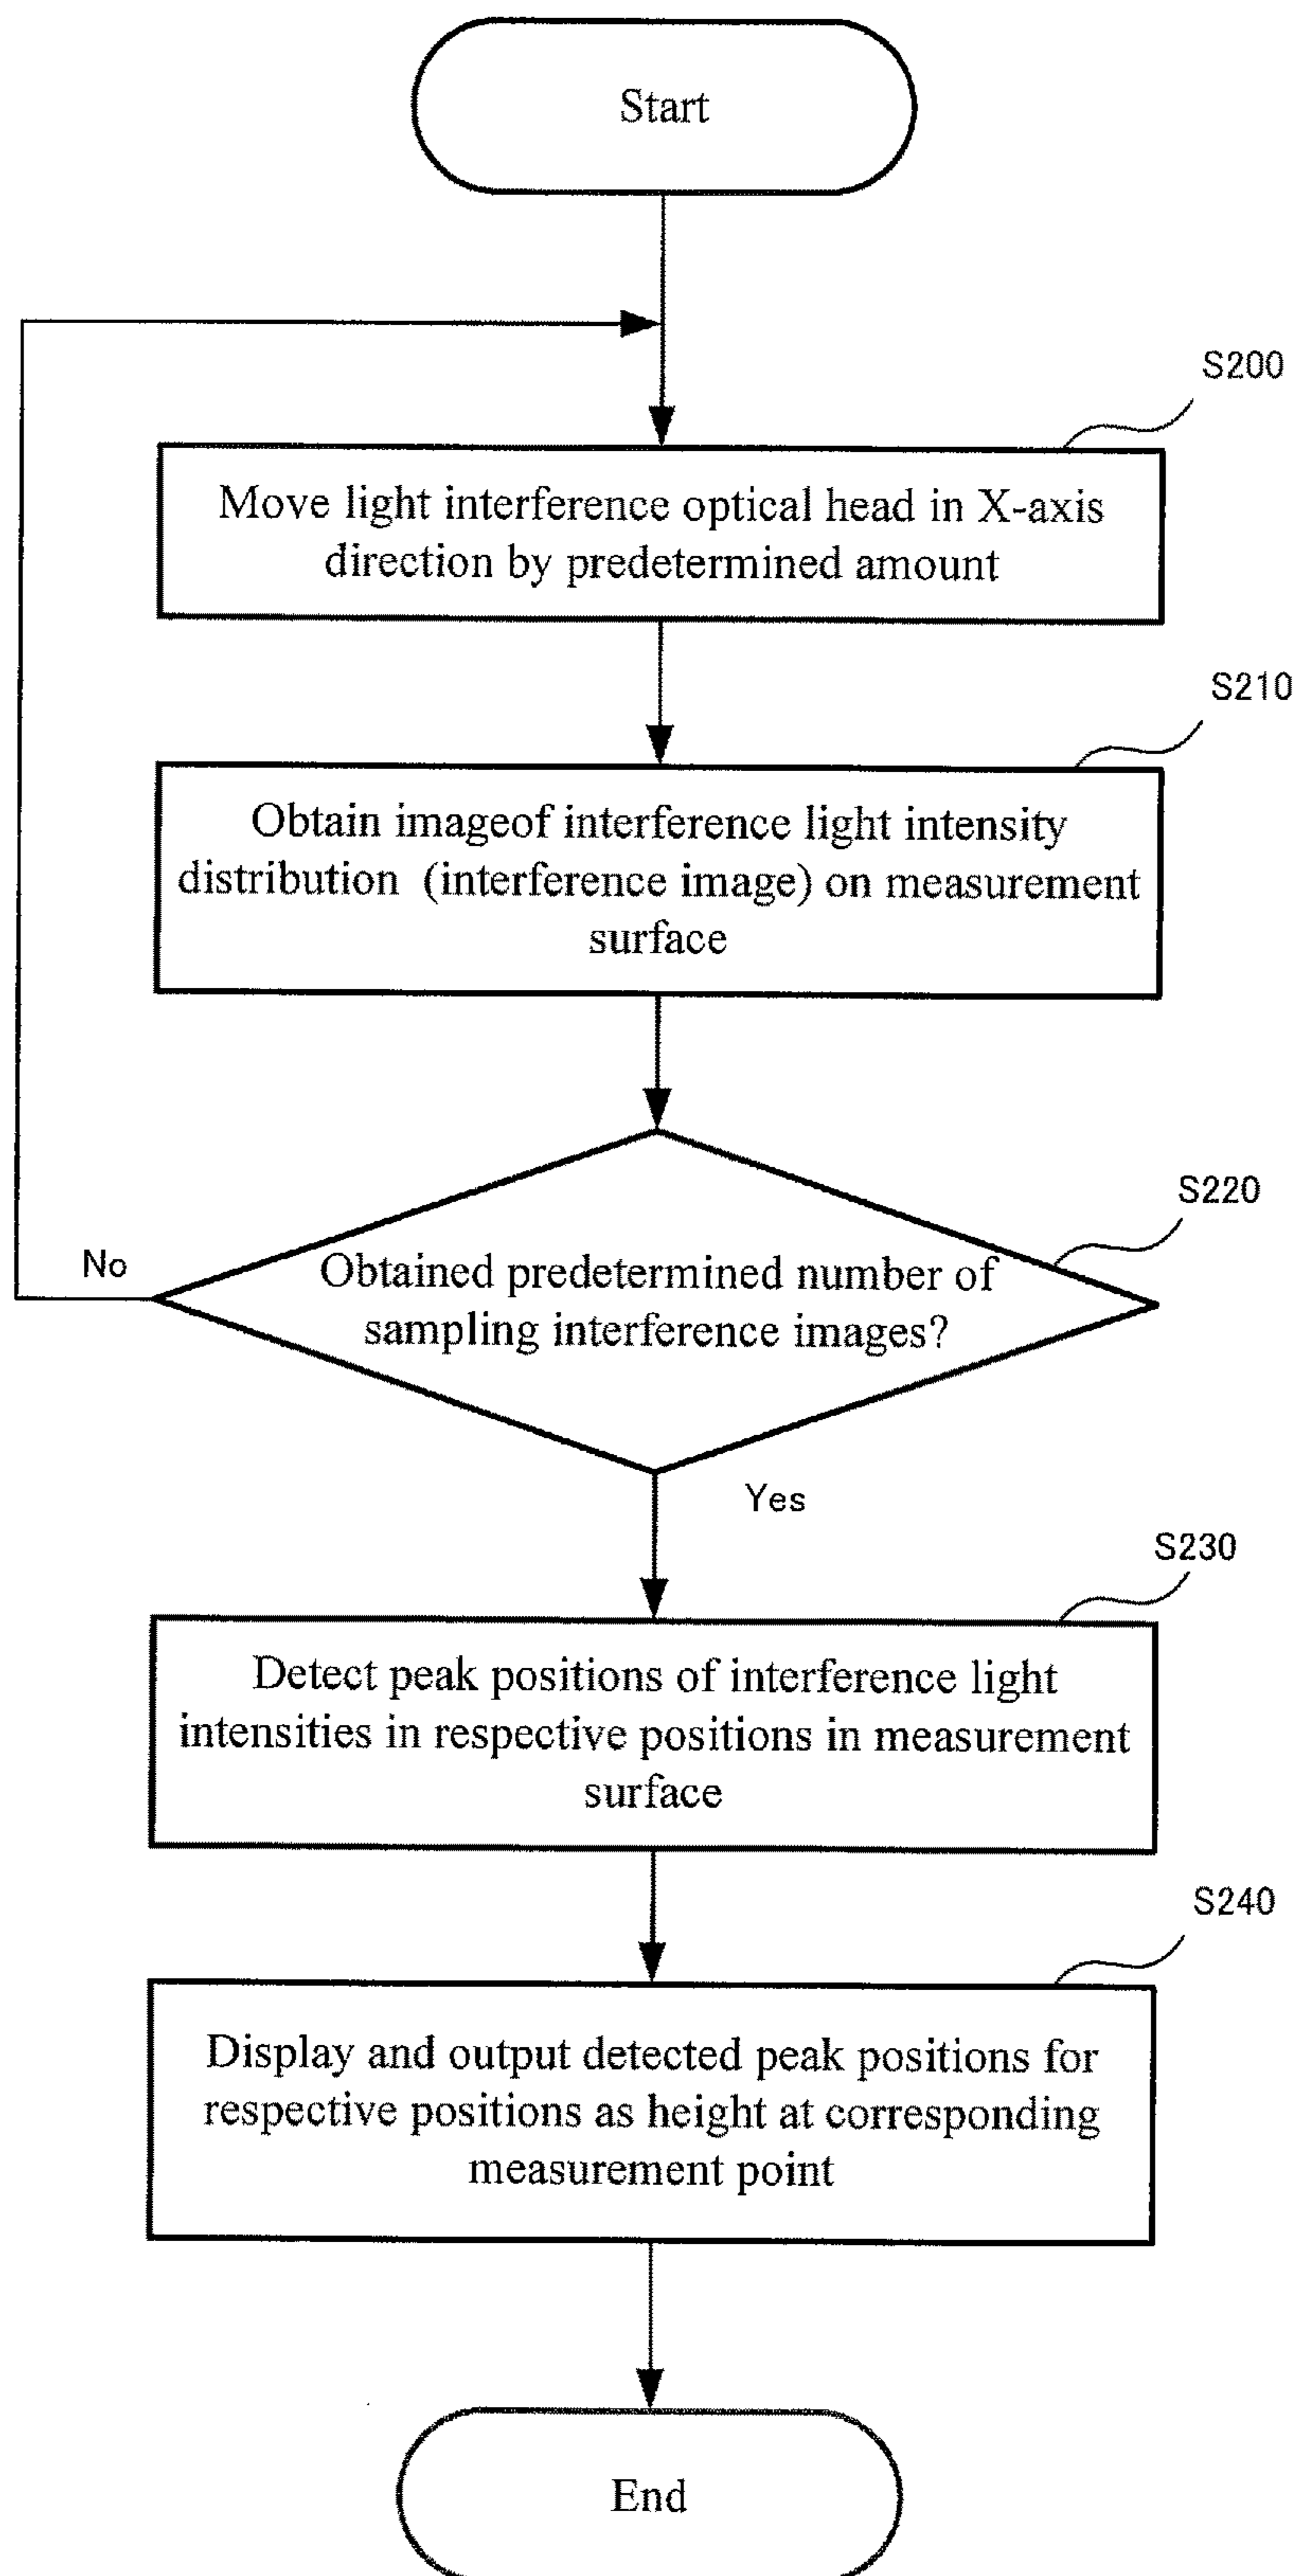 Start
S200
Move light interference optical head in X-axis
direction by predetermined amount
S210
Obtain imageof interference light intensity
distribution (interference image) on measurement
surface
S220
No
Obtained predetermined number of
sampling interference images?
Yes
S230
Detect peak positions of interference light
intensities in respective positions in measurement
surface
S240
Display and output detected peak positions for
respective positions as height at corresponding
measurement point
End